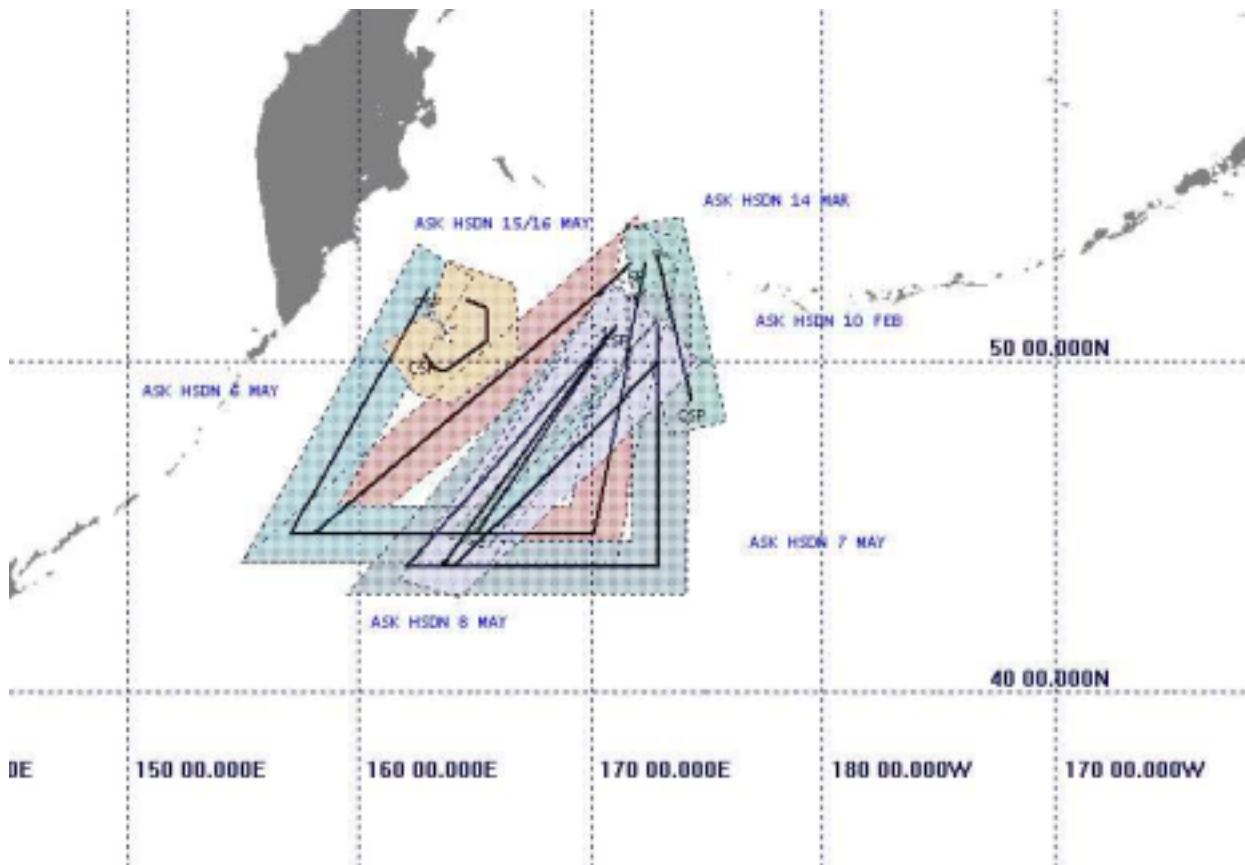 ASK HSDN 14 MAR
ASK HSDN 15/16 MAY
ASK HSDN 10 FEB
50 00.000N
CSP
ASK HSDN 6 MAY
CSP
ASK HSDN 7 MAY
ASK HSDN 8 MAY
40 00.000N
0E
150 00.000E
160 00.000E
170 00.000E
180 00.000W
170 00.000W